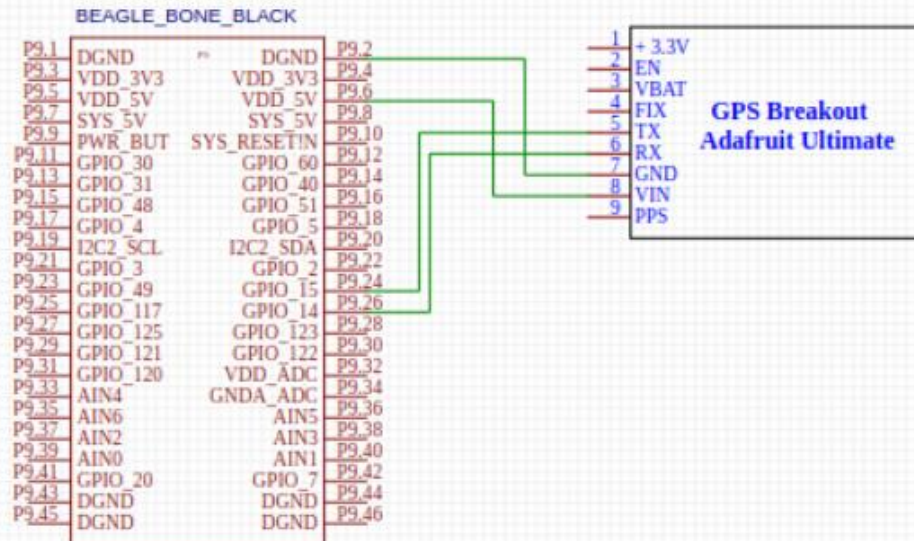 BEAGLE_BONE_BLACK
P9.1 DGND DGND P9.2
P9.3 VDD_3V3 VDD_3V3 P9.4
P9.5 VDD_5V VDD_5V P9.6
P9.7 SYS_5V SYS_5V P9.8
P9.9 PWR_BUT SYS_RESET!N P9.10
P9.11 GPIO_30 GPIO_60 P9.12
P9.13 GPIO_31 GPIO_40 P9.14
P9.15 GPIO_48 GPIO_51 P9.16
P9.17 GPIO_4 GPIO_5 P9.18
P9.19 I2C2_SCL I2C2_SDA P9.20
P9.21 GPIO_3 GPIO_2 P9.22
P9.23 GPIO_49 GPIO_15 P9.24
P9.25 GPIO_117 GPIO_14 P9.26
P9.27 GPIO_125 GPIO_123 P9.28
P9.29 GPIO_121 GPIO_122 P9.30
P9.31 GPIO_120 VDD_ADC P9.32
P9.33 AIN4 GNDA_ADC P9.34
P9.35 AIN6 AIN5 P9.36
P9.37 AIN2 AIN3 P9.38
P9.39 AIN0 AIN1 P9.40
P9.41 GPIO_20 GPIO_7 P9.42
P9.43 DGND DGND P9.44
P9.45 DGND DGND P9.46
1 + 3.3V
2 EN
3 VBAT
4 FIX
5 TX
6 RX
7 GND
8 VIN
9 PPS
GPS Breakout
Adafruit Ultimate